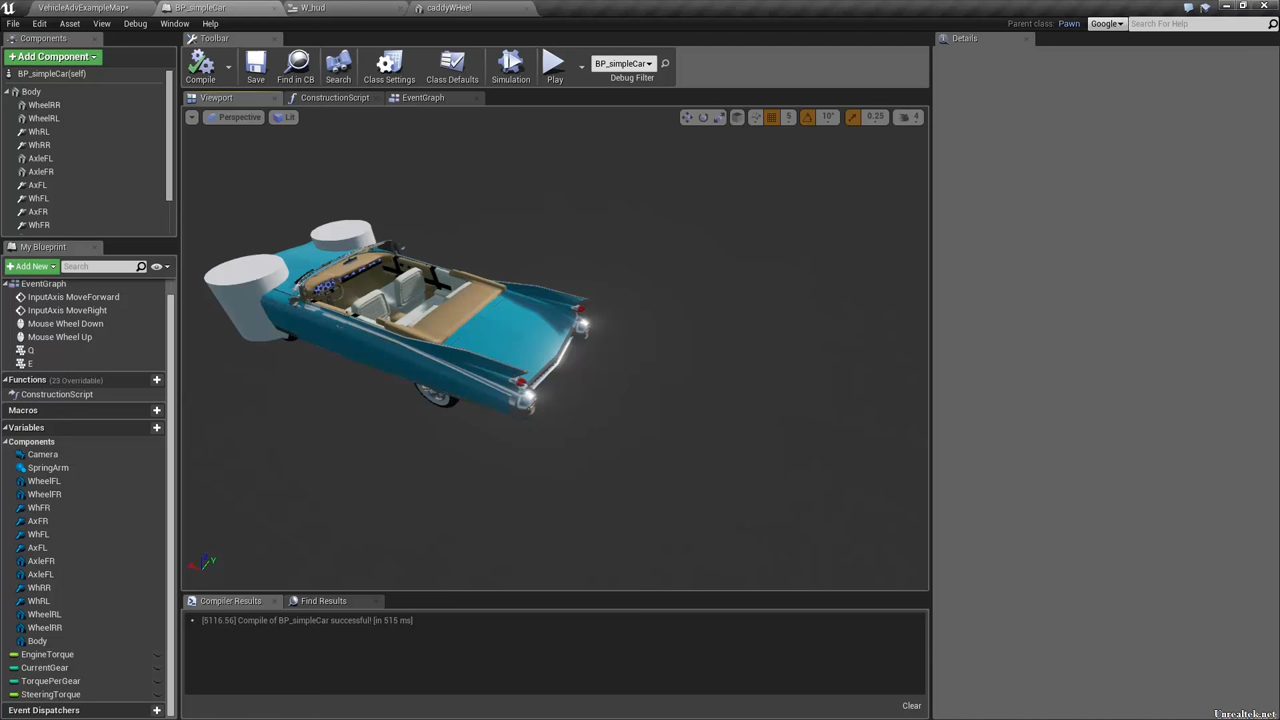 VehicleAdvExampleMap*
BP_simpleCar
W_hud
caddyWHeel
File Edit Asset View Debug Window Help
Parent class: Pawn
Google
Search For Help
Components
Toolbar
Details
+Add Component
Compile
Save
Find in CB
Search
Class Settings
Class Defaults
Simulation
Play
BP_simpleCar
Debug Filter
BP_simpleCar(self)
Body
WheelRR
WheelRL
WhRL
WhRR
AxleFL
AxleFR
AxFL
WhFL
AxFR
WhFR
Viewport
ConstructionScript
EventGraph
Perspective
Lit
5
10°
0.25
4
My Blueprint
+Add New
Search
EventGraph
InputAxis MoveForward
InputAxis MoveRight
Mouse Wheel Down
Mouse Wheel Up
Q
E
Functions (23 Overridable)
ConstructionScript
Macros
Variables
Components
Camera
SpringArm
WheelFL
WheelFR
WhFR
AxFR
WhFL
AxFL
AxleFR
AxleFL
WhRR
WhRL
WheelRL
WheelRR
Body
EngineTorque
CurrentGear
TorquePerGear
SteeringTorque
Event Dispatchers
Y
Compiler Results
Find Results
[5116.56] Compile of BP_simpleCar successful! [in 515 ms]
Clear
Unrealtek.net